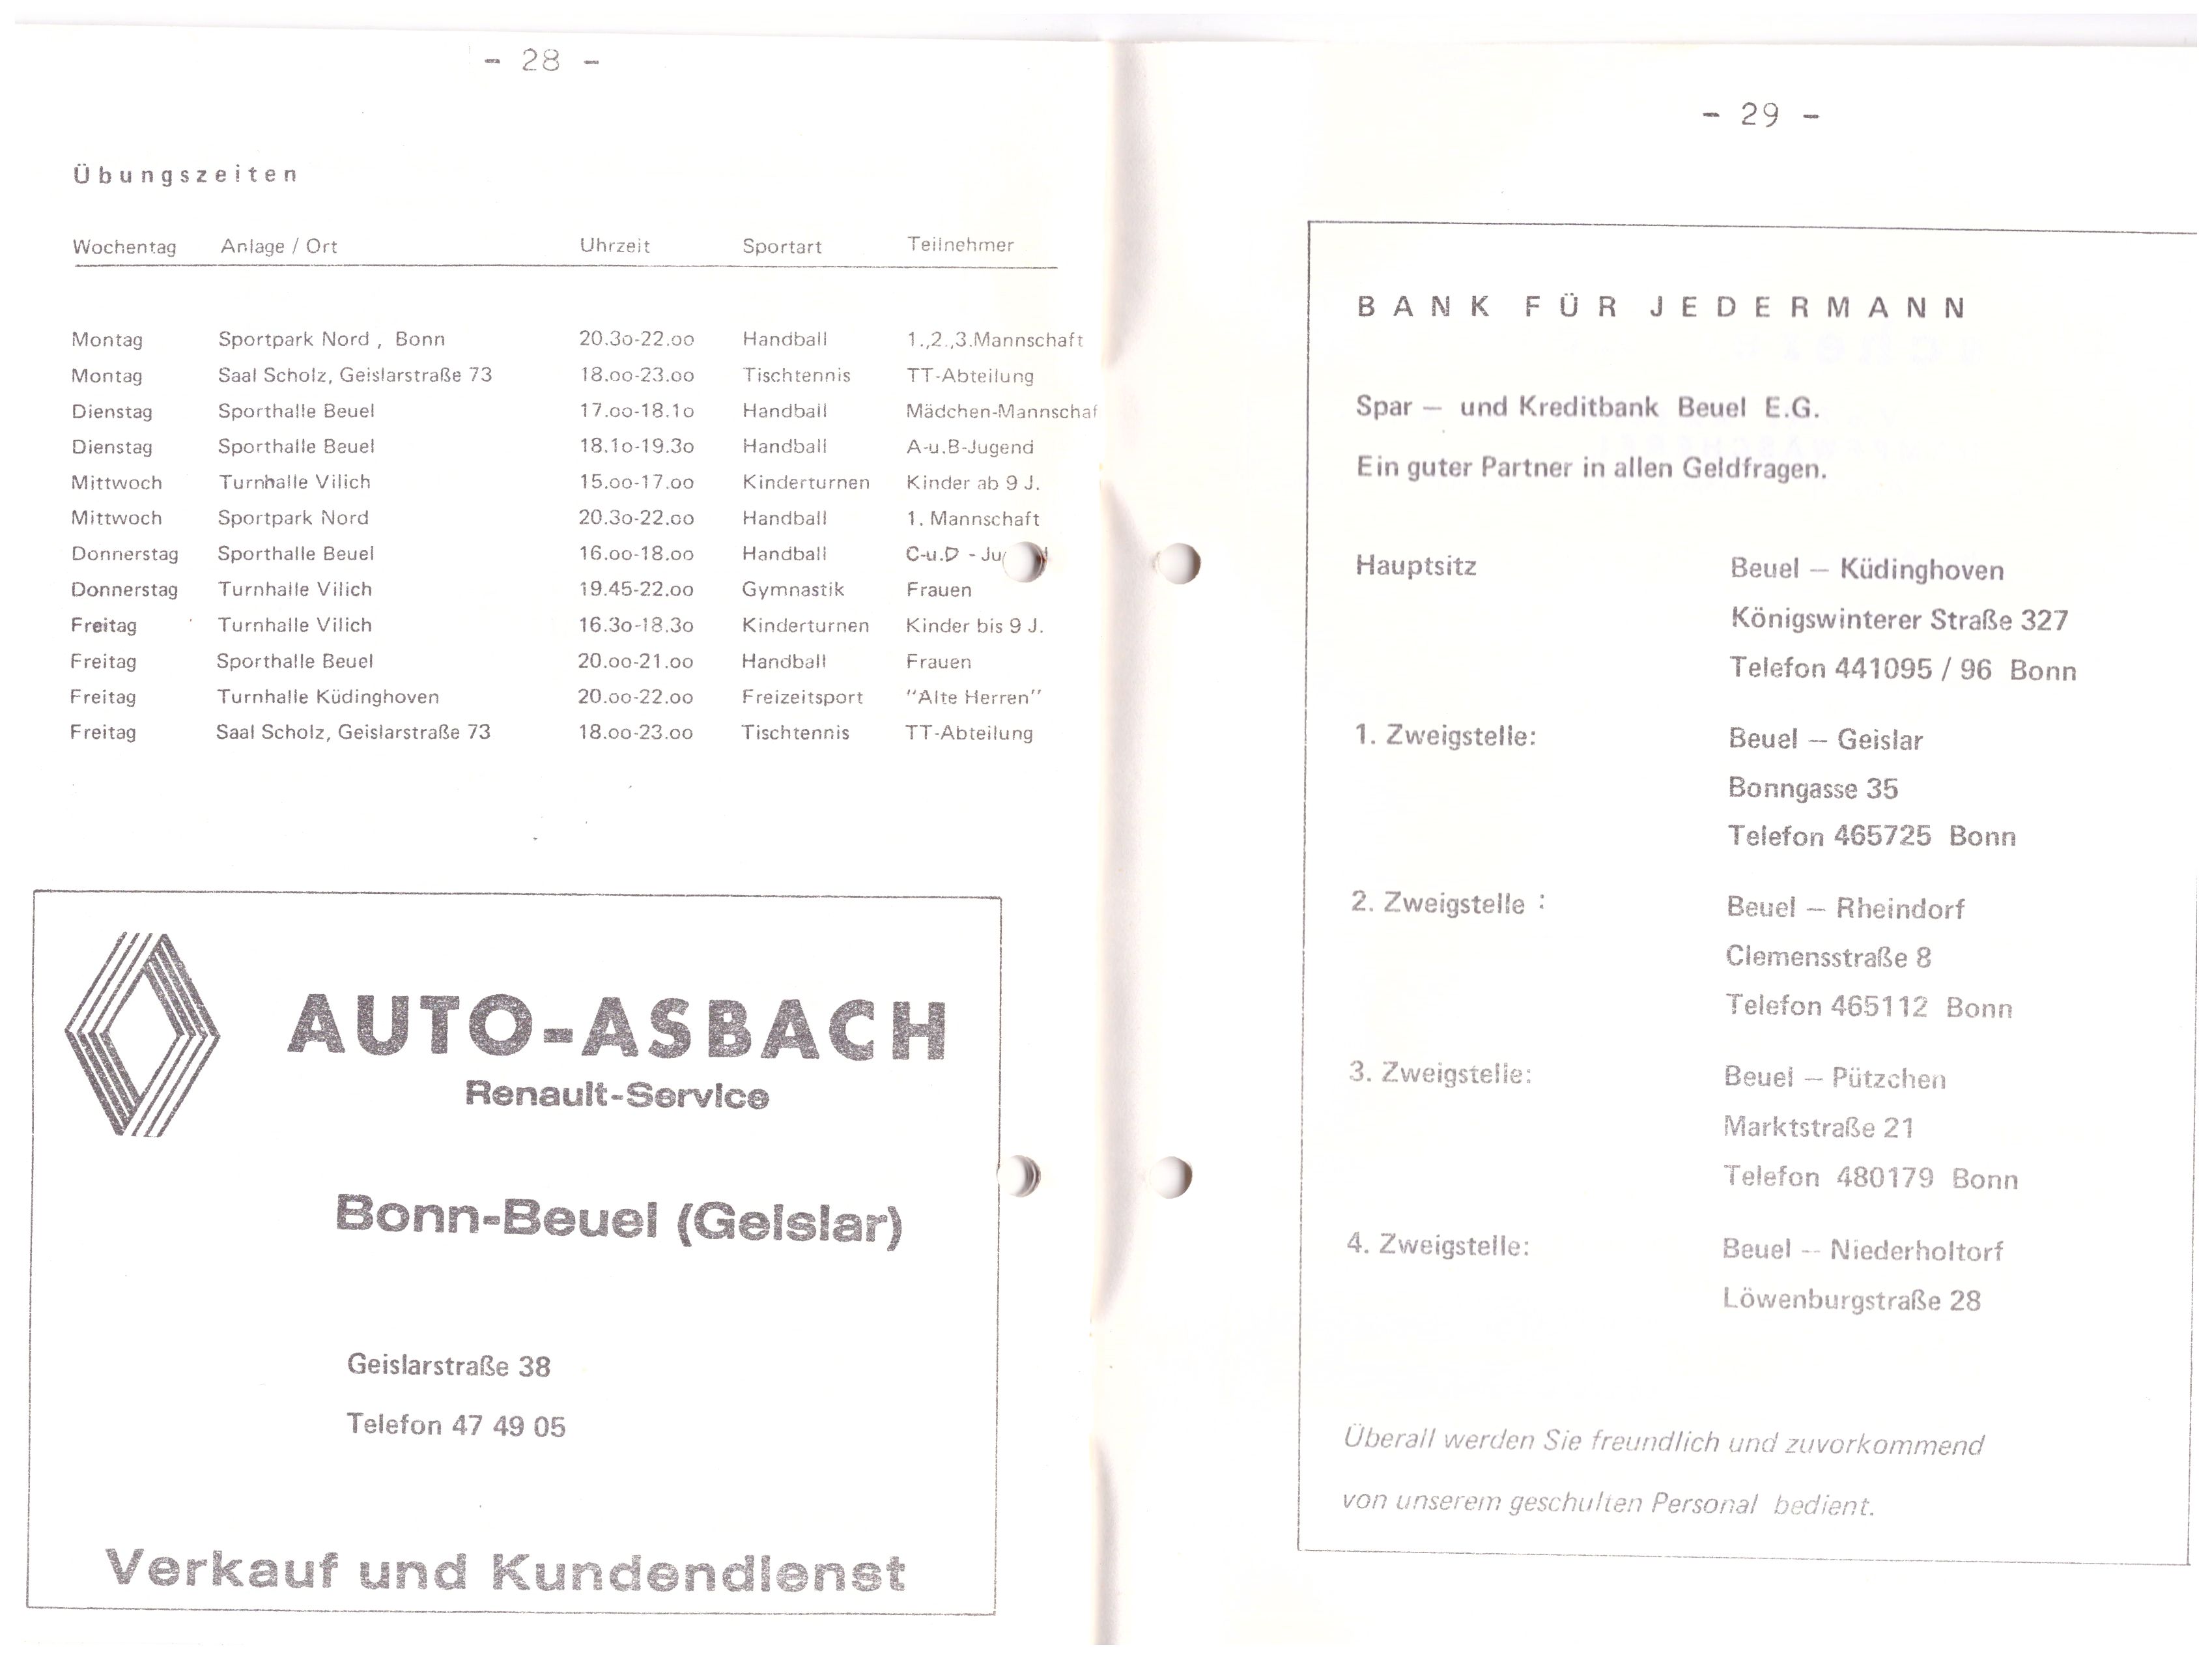 - 28 -
Übungszeiten
Wochentag Anlage / Ort Uhrzeit Sportart Teilnehmer
Montag Sportpark Nord , Bonn 20.3o-22.oo Handball 1.,2.,3.Mannschaft
Montag Saal Scholz, Geislarstraße 73 18.oo-23.oo Tischtennis TT-Abteilung
Dienstag Sporthalle Beuel 17.oo-18.1o Handball Mädchen-Mannschaf
Dienstag Sporthalle Beuel 18.1o-19.3o Handball A-u.B-Jugend
Mittwoch Turnhalle Vilich 15.oo-17.oo Kinderturnen Kinder ab 9 J.
Mittwoch Sportpark Nord 20.3o-22.oo Handball 1. Mannschaft
Donnerstag Sporthalle Beuel 16.oo-18.oo Handball C-u.D - Ju
Donnerstag Turnhalle Vilich 19.45-22.oo Gymnastik Frauen
Freitag Turnhalle Vilich 16.3o-18.3o Kinderturnen Kinder bis 9 J.
Freitag Sporthalle Beuel 20.oo-21.oo Handball Frauen
Freitag Turnhalle Küdinghoven 20.oo-22.oo Freizeitsport "Alte Herren"
Freitag Saal Scholz, Geislarstraße 73 18.oo-23.oo Tischtennis TT-Abteilung
AUTO-ASBACH
Renault-Service
Bonn-Beuel (Geislar)
Geislarstraße 38
Telefon 47 49 05
Verkauf und Kundendienst
- 29 -
BANK FÜR JEDERMANN
Spar – und Kreditbank Beuel E.G.
Ein guter Partner in allen Geldfragen.
Hauptsitz Beuel – Küdinghoven
Königswinterer Straße 327
Telefon 441095 / 96 Bonn
1. Zweigstelle: Beuel – Geislar
Bonngasse 35
Telefon 465725 Bonn
2. Zweigstelle : Beuel – Rheindorf
Clemensstraße 8
Telefon 465112 Bonn
3. Zweigstelle: Beuel – Pützchen
Marktstraße 21
Telefon 480179 Bonn
4. Zweigstelle: Beuel -- Niederholtorf
Löwenburgstraße 28
Überall werden Sie freundlich und zuvorkommend
von unserem geschulten Personal bedient.